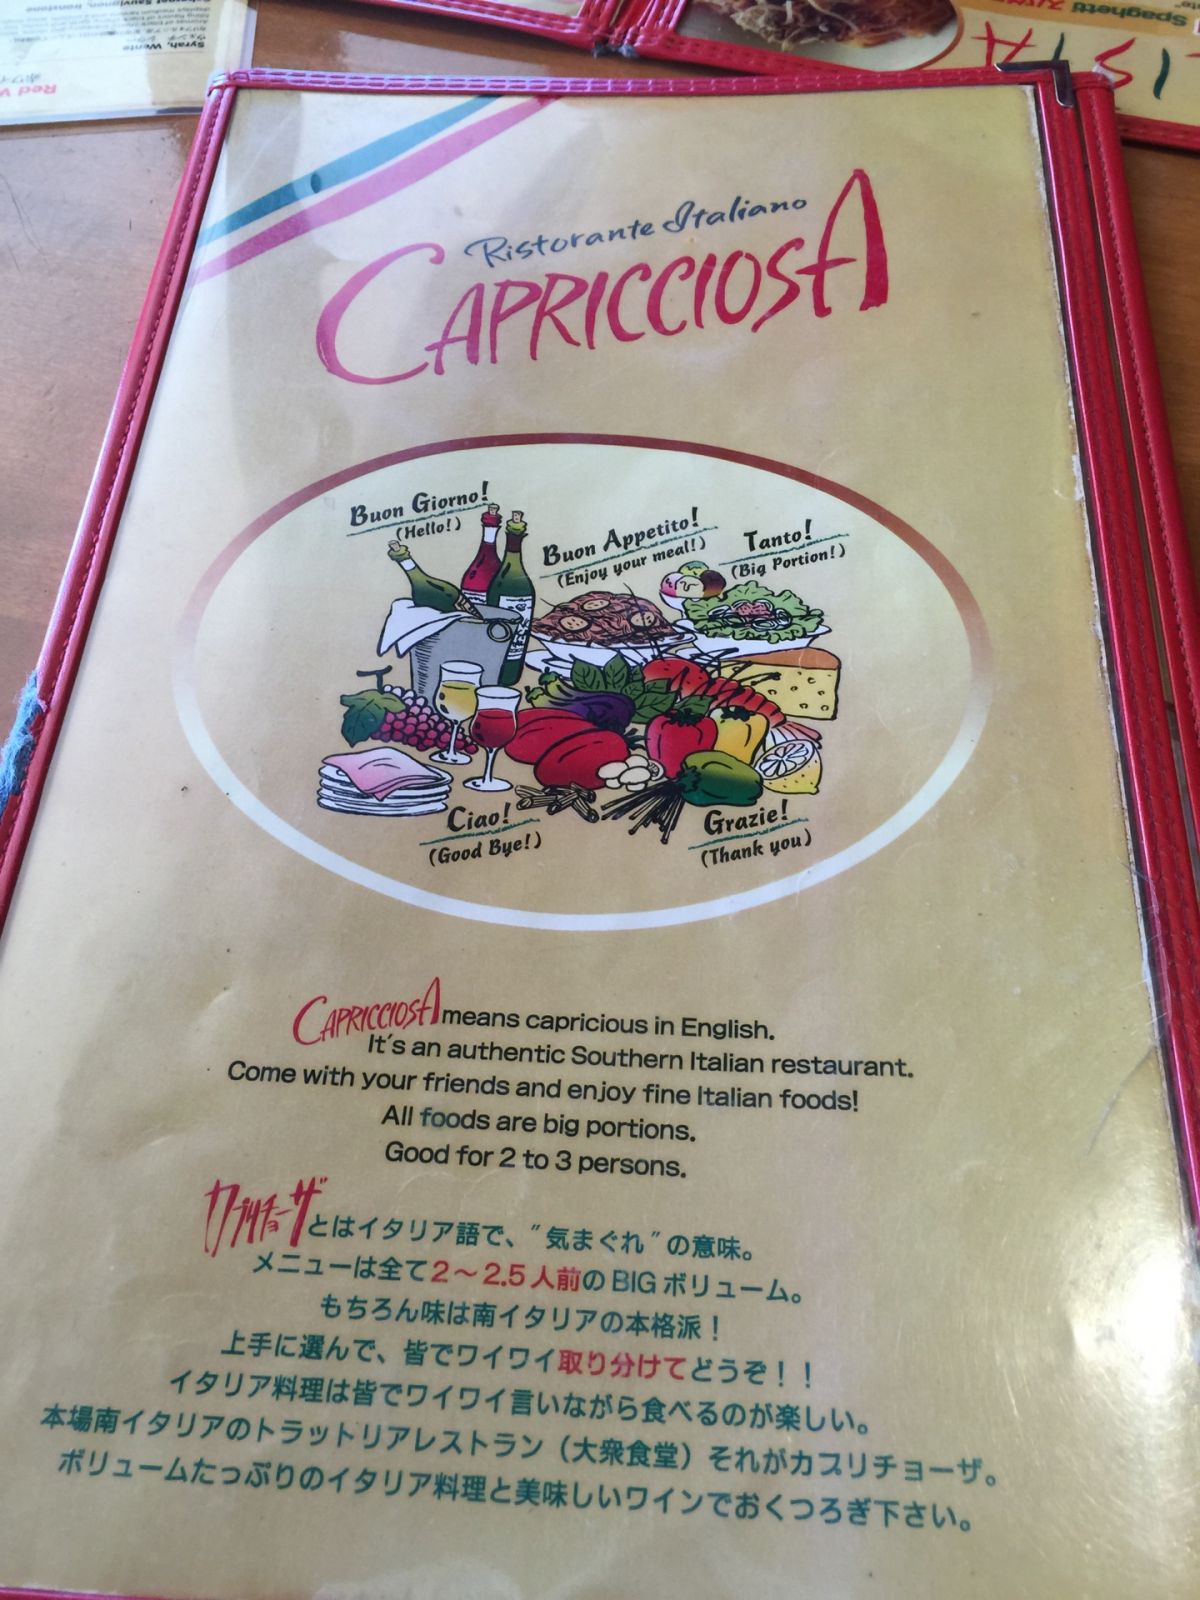 Syrah, Wente
Red
Spaghetti
Ristorante Italiano
CAPRICCIOSA
Buon Giorno!
(Hello!)
Buon Appetito!
(Enjoy your meal!)
Tanto!
(Big Portion!)
Ciao!
(Good Bye!)
Grazie!
(Thank you)
CAPRICCIOSA means capricious in English.
It's an authentic Southern Italian restaurant.
Come with your friends and enjoy fine Italian foods!
All foods are big portions.
Good for 2 to 3 persons.
カプリチョーザとはイタリア語で、"気まぐれ"の意味。
メニューは全て2～2.5人前のBIGボリューム。
もちろん味は南イタリアの本格派！
上手に選んで、皆でワイワイ取り分けてどうぞ！！
イタリア料理は皆でワイワイ言いながら食べるのが楽しい。
本場南イタリアのトラットリアレストラン（大衆食堂）それがカプリチョーザ。
ボリュームたっぷりのイタリア料理と美味しいワインでおくつろぎ下さい。